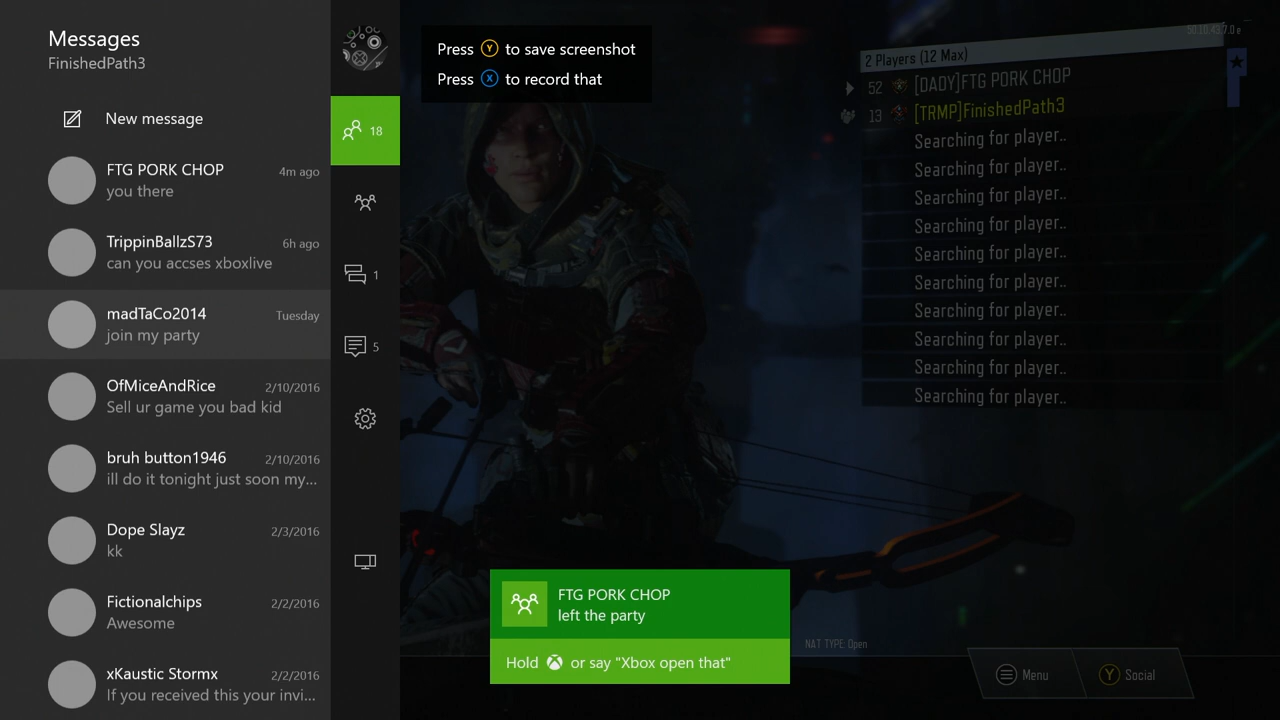 Messages
FinishedPath3
New message
FTG PORK CHOP 4m ago
you there
TrippinBallzS73 6h ago
can you accses xboxlive
madTaCo2014 Tuesday
join my party
OfMiceAndRice 2/10/2016
Sell ur game you bad kid
bruh button1946 2/10/2016
ill do it tonight just soon my...
Dope Slayz 2/3/2016
kk
Fictionalchips 2/2/2016
Awesome
xKaustic Stormx 2/2/2016
If you received this your invi...
18
1
5
Press Y to save screenshot
Press X to record that
2 Players (12 Max)
52 [DADY]FTG PORK CHOP
13 [TRMP]FinishedPath3
Searching for player..
Searching for player..
Searching for player..
Searching for player..
Searching for player..
Searching for player..
Searching for player..
Searching for player..
Searching for player..
Searching for player..
FTG PORK CHOP
left the party
Hold or say "Xbox open that"
NAT TYPE: Open
Menu
Y Social